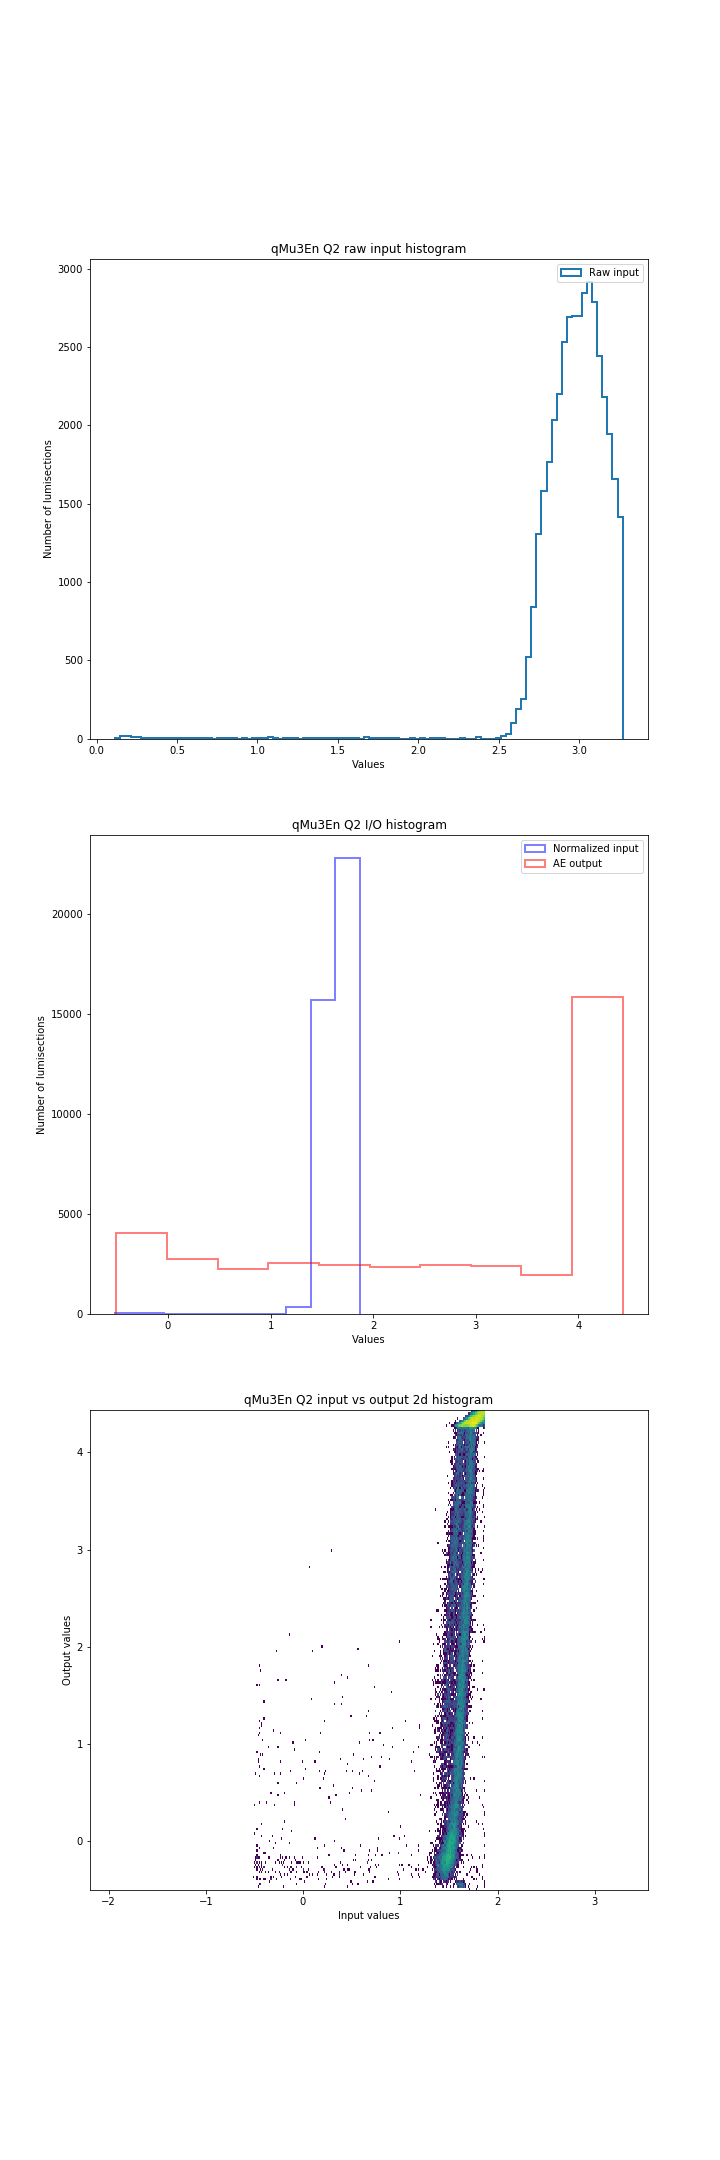 qMu3En Q2 raw input histogram
Raw input
3000
2500
2000
1500
1000
500
0
Number of lumisections
0.0 0.5 1.0 1.5 2.0 2.5 3.0
Values
qMu3En Q2 I/O histogram
Normalized input
AE output
20000
15000
10000
5000
0
Number of lumisections
0 1 2 3 4
Values
qMu3En Q2 input vs output 2d histogram
4
3
2
1
0
Output values
−2 −1 0 1 2 3
Input values